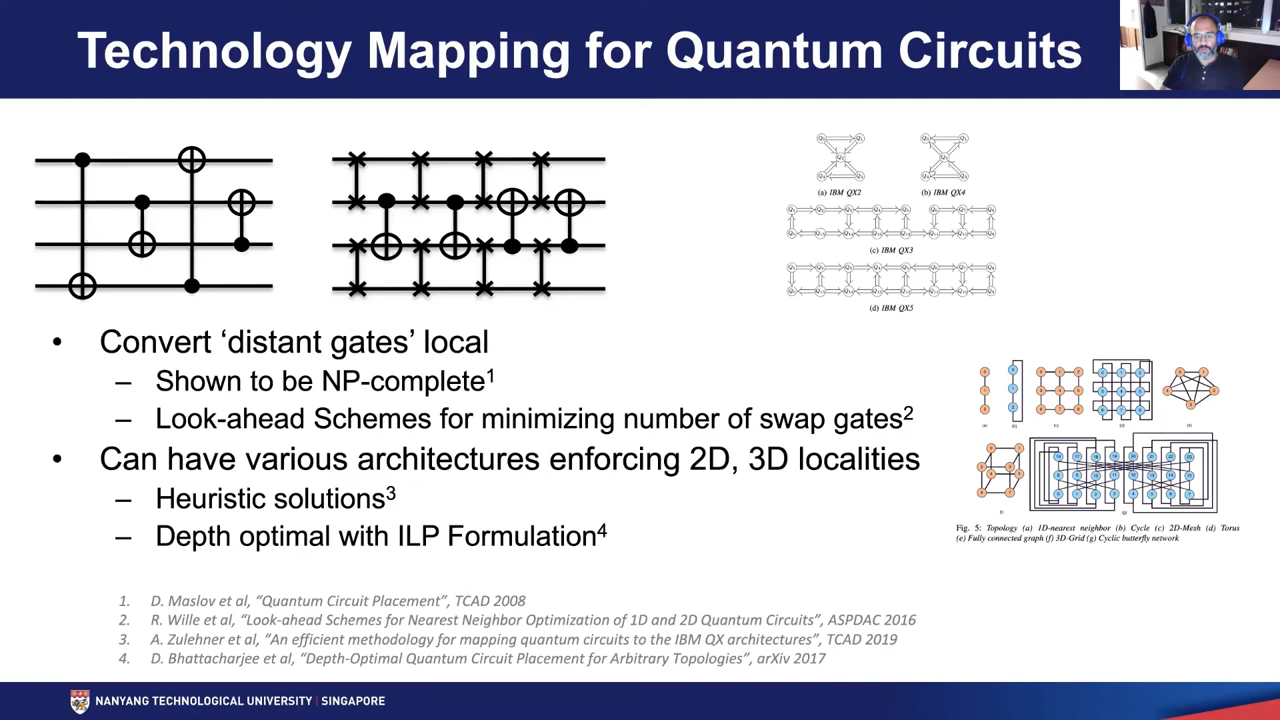 Technology Mapping for Quantum Circuits
(a) IBM QX2
(b) IBM QX4
(c) IBM QX3
(d) IBM QX5
• Convert ‘distant gates’ local
– Shown to be NP-complete1
– Look-ahead Schemes for minimizing number of swap gates2
• Can have various architectures enforcing 2D, 3D localities
– Heuristic solutions3
– Depth optimal with ILP Formulation4
Fig. 5: Topology (a) 1D-nearest neighbor (b) Cycle (c) 2D-Mesh (d) Torus
(e) Fully connected graph (f) 3D-Grid (g) Cyclic butterfly network
1. D. Maslov et al, “Quantum Circuit Placement”, TCAD 2008
2. R. Wille et al, “Look-ahead Schemes for Nearest Neighbor Optimization of 1D and 2D Quantum Circuits”, ASPDAC 2016
3. A. Zulehner et al, “An efficient methodology for mapping quantum circuits to the IBM QX architectures”, TCAD 2019
4. D. Bhattacharjee et al, “Depth-Optimal Quantum Circuit Placement for Arbitrary Topologies”, arXiv 2017
NANYANG TECHNOLOGICAL UNIVERSITY | SINGAPORE